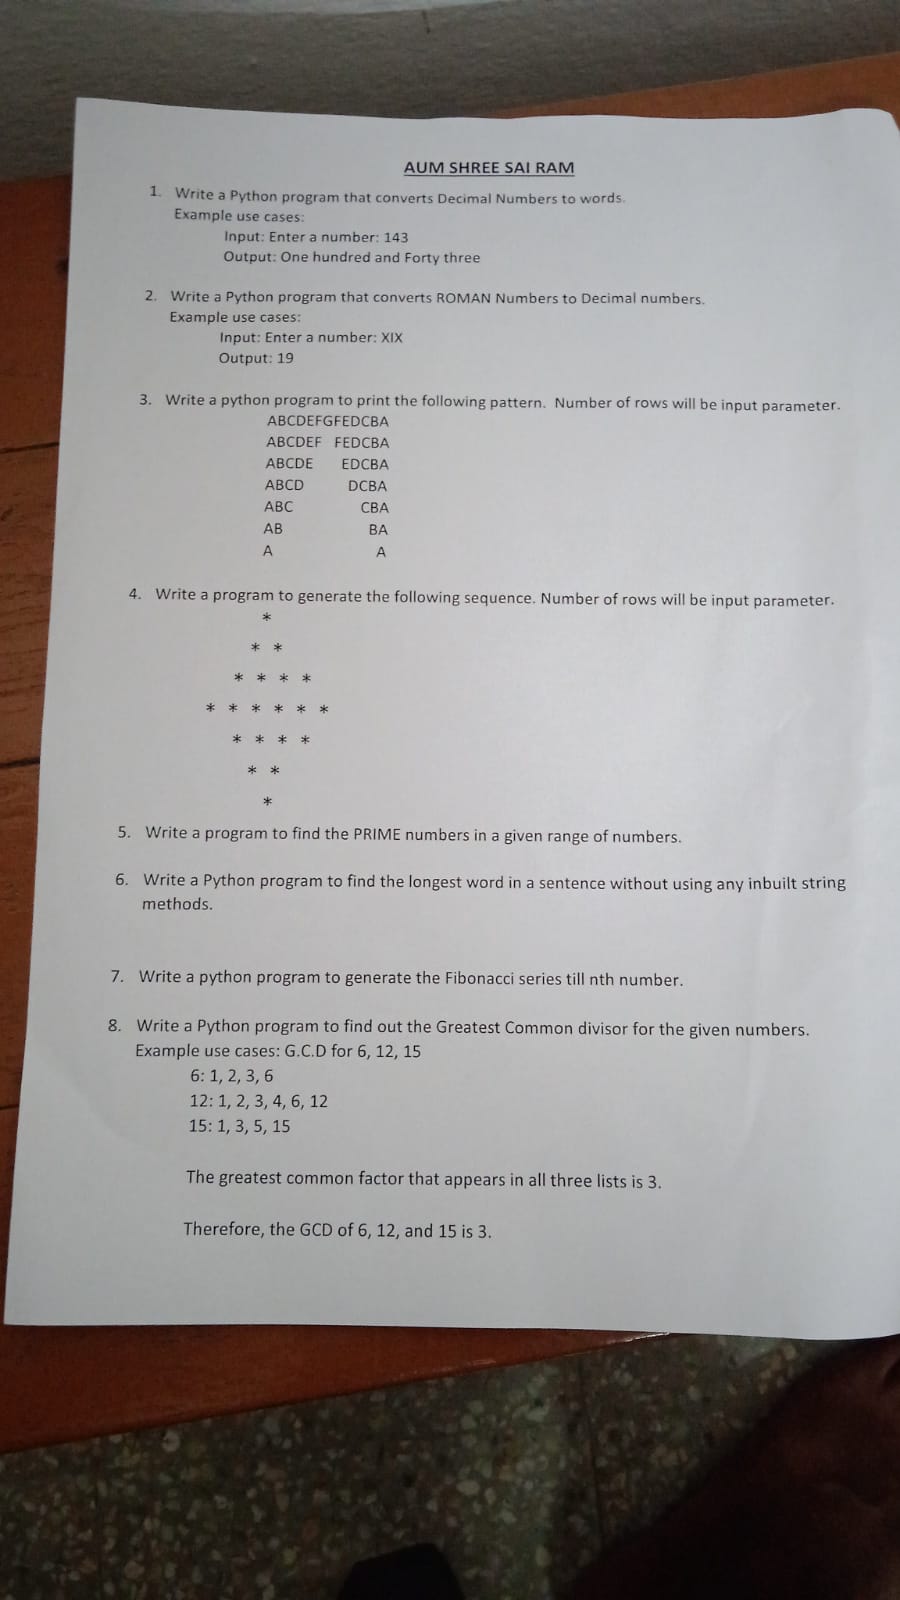 AUM SHREE SAI RAM
1. Write a Python program that converts Decimal Numbers to words.
Example use cases:
Input: Enter a number: 143
Output: One hundred and Forty three
2. Write a Python program that converts ROMAN Numbers to Decimal numbers.
Example use cases:
Input: Enter a number: XIX
Output: 19
3. Write a python program to print the following pattern. Number of rows will be input parameter.
ABCDEFGFEDCBA
ABCDEF FEDCBA
ABCDE EDCBA
ABCD DCBA
ABC CBA
AB BA
A A
4. Write a program to generate the following sequence. Number of rows will be input parameter.
*
* *
* * * *
* * * * * *
* * * *
* *
*
5. Write a program to find the PRIME numbers in a given range of numbers.
6. Write a Python program to find the longest word in a sentence without using any inbuilt string
methods.
7. Write a python program to generate the Fibonacci series till nth number.
8. Write a Python program to find out the Greatest Common divisor for the given numbers.
Example use cases: G.C.D for 6, 12, 15
6: 1, 2, 3, 6
12: 1, 2, 3, 4, 6, 12
15: 1, 3, 5, 15
The greatest common factor that appears in all three lists is 3.
Therefore, the GCD of 6, 12, and 15 is 3.